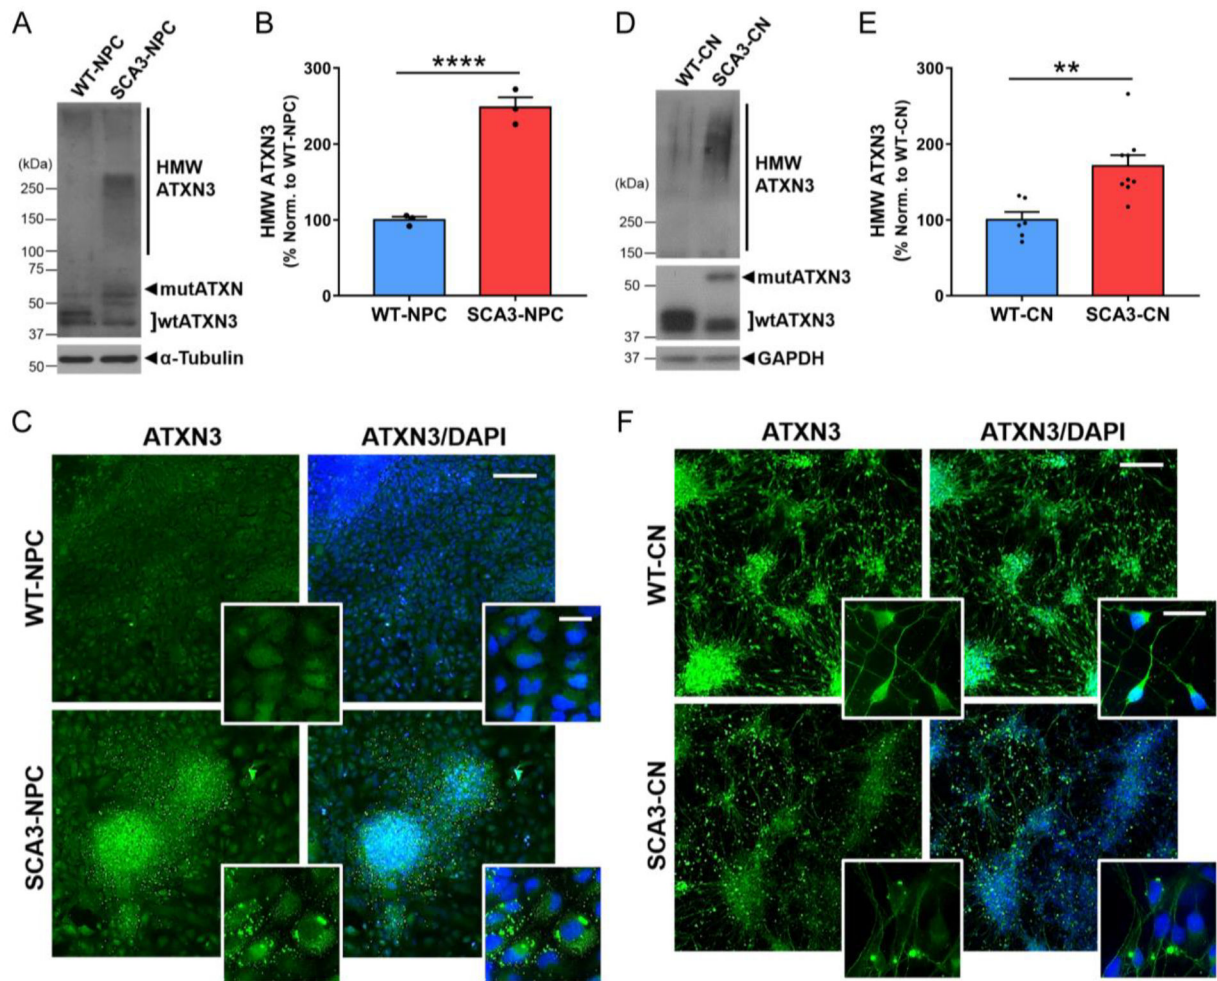 A
WT-NPC
SCA3-NPC
(kDa)
250
150
100
75
50
37
50
HMW
ATXN3
mutATXN
]wtATXN3
α-Tubulin
B
HMW ATXN3
(% Norm. to WT-NPC)
300
200
100
0
****
WT-NPC
SCA3-NPC
D
WT-CN
SCA3-CN
(kDa)
250
150
50
37
37
HMW
ATXN3
mutATXN3
]wtATXN3
GAPDH
E
HMW ATXN3
(% Norm. to WT-CN)
300
200
100
0
**
WT-CN
SCA3-CN
C
ATXN3
ATXN3/DAPI
WT-NPC
SCA3-NPC
F
ATXN3
ATXN3/DAPI
WT-CN
SCA3-CN